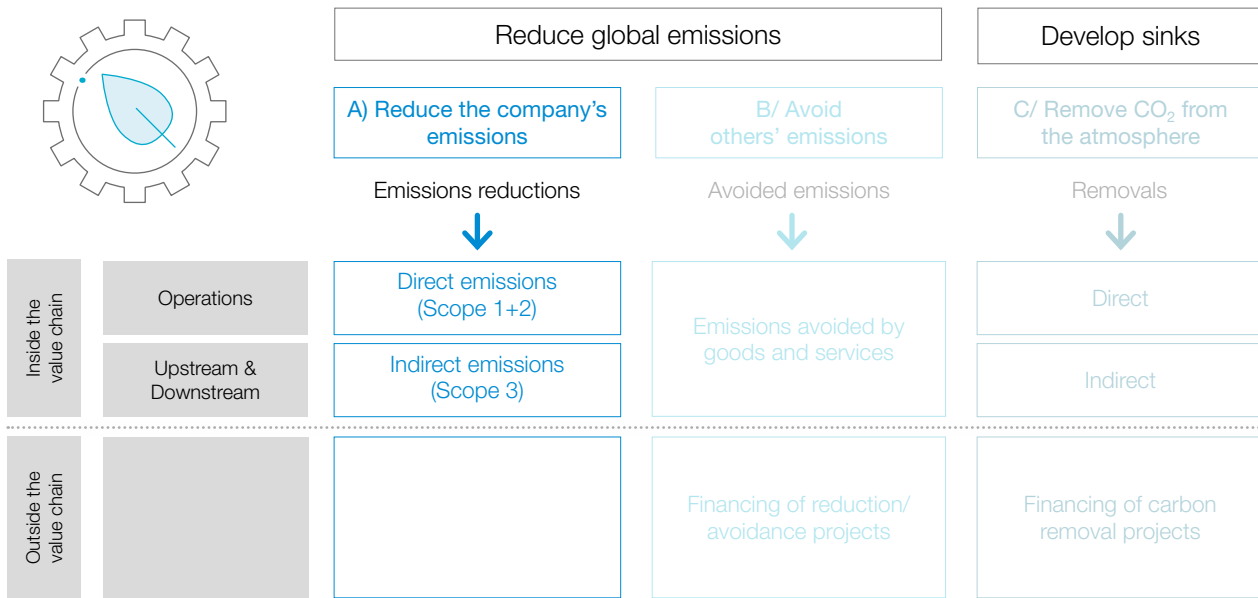 Reduce global emissions
Develop sinks
A) Reduce the company’s
emissions
B/ Avoid
others’ emissions
C/ Remove CO₂ from
the atmosphere
Emissions reductions
Avoided emissions
Removals
Inside the
value chain
Operations
Direct emissions
(Scope 1+2)
Emissions avoided by
goods and services
Direct
Upstream &
Downstream
Indirect emissions
(Scope 3)
Indirect
Outside the
value chain
Financing of reduction/
avoidance projects
Financing of carbon
removal projects